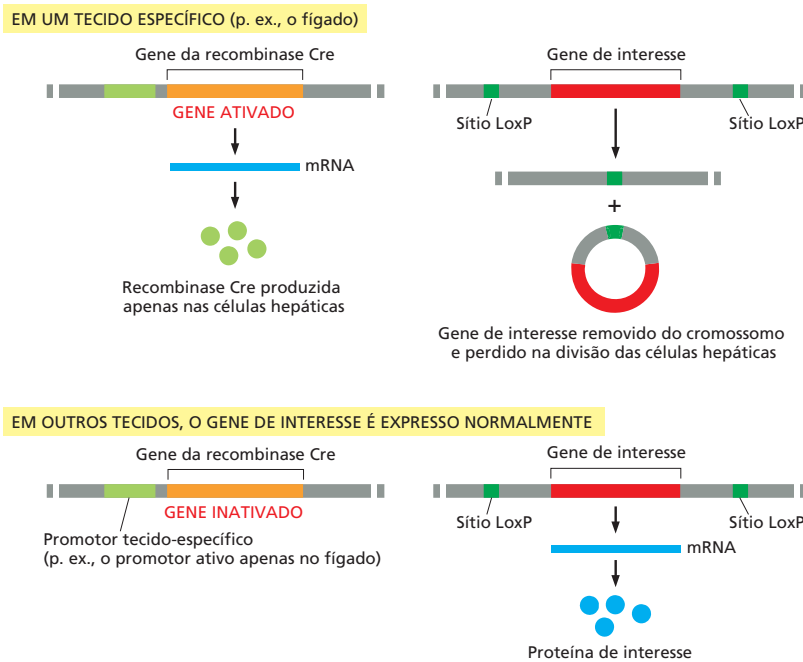 EM UM TECIDO ESPECÍFICO (p. ex., o fígado)
Gene da recombinase Cre
GENE ATIVADO
mRNA
Recombinase Cre produzida
apenas nas células hepáticas
Gene de interesse
Sítio LoxP
Sítio LoxP
+
Gene de interesse removido do cromossomo
e perdido na divisão das células hepáticas
EM OUTROS TECIDOS, O GENE DE INTERESSE É EXPRESSO NORMALMENTE
Gene da recombinase Cre
GENE INATIVADO
Promotor tecido-específico
(p. ex., o promotor ativo apenas no fígado)
Gene de interesse
Sítio LoxP
Sítio LoxP
mRNA
Proteína de interesse